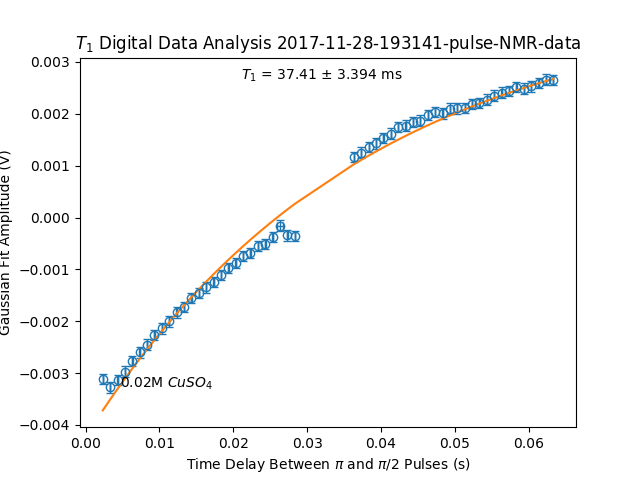 T₁ Digital Data Analysis 2017-11-28-193141-pulse-NMR-data
T₁ = 37.41 ± 3.394 ms
0.003
0.002
0.001
0.000
−0.001
−0.002
−0.003
−0.004
Gaussian Fit Amplitude (V)
0.02M CuSO₄
0.00 0.01 0.02 0.03 0.04 0.05 0.06
Time Delay Between π and π/2 Pulses (s)